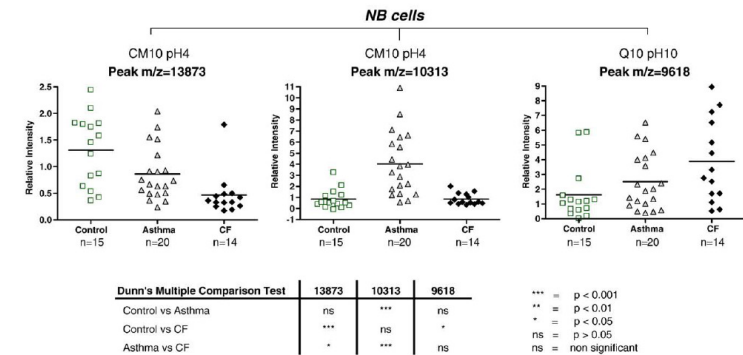 NB cells
CM10 pH4
Peak m/z=13873
CM10 pH4
Peak m/z=10313
Q10 pH10
Peak m/z=9618
Relative Intensity
2.5
2.0
1.5
1.0
0.5
0.0
Control
n=15
Asthma
n=20
CF
n=14
Relative Intensity
11
10
9
8
7
6
5
4
3
2
1
0
-1
Control
n=15
Asthma
n=20
CF
n=14
Relative Intensity
9
8
7
6
5
4
3
2
1
0
Control
n=15
Asthma
n=20
CF
n=14
Dunn's Multiple Comparison Test 13873 10313 9618
Control vs Asthma ns *** ns
Control vs CF *** ns *
Asthma vs CF * *** ns
*** = p < 0.001
** = p < 0.01
* = p < 0.05
ns = p > 0.05
ns = non significant